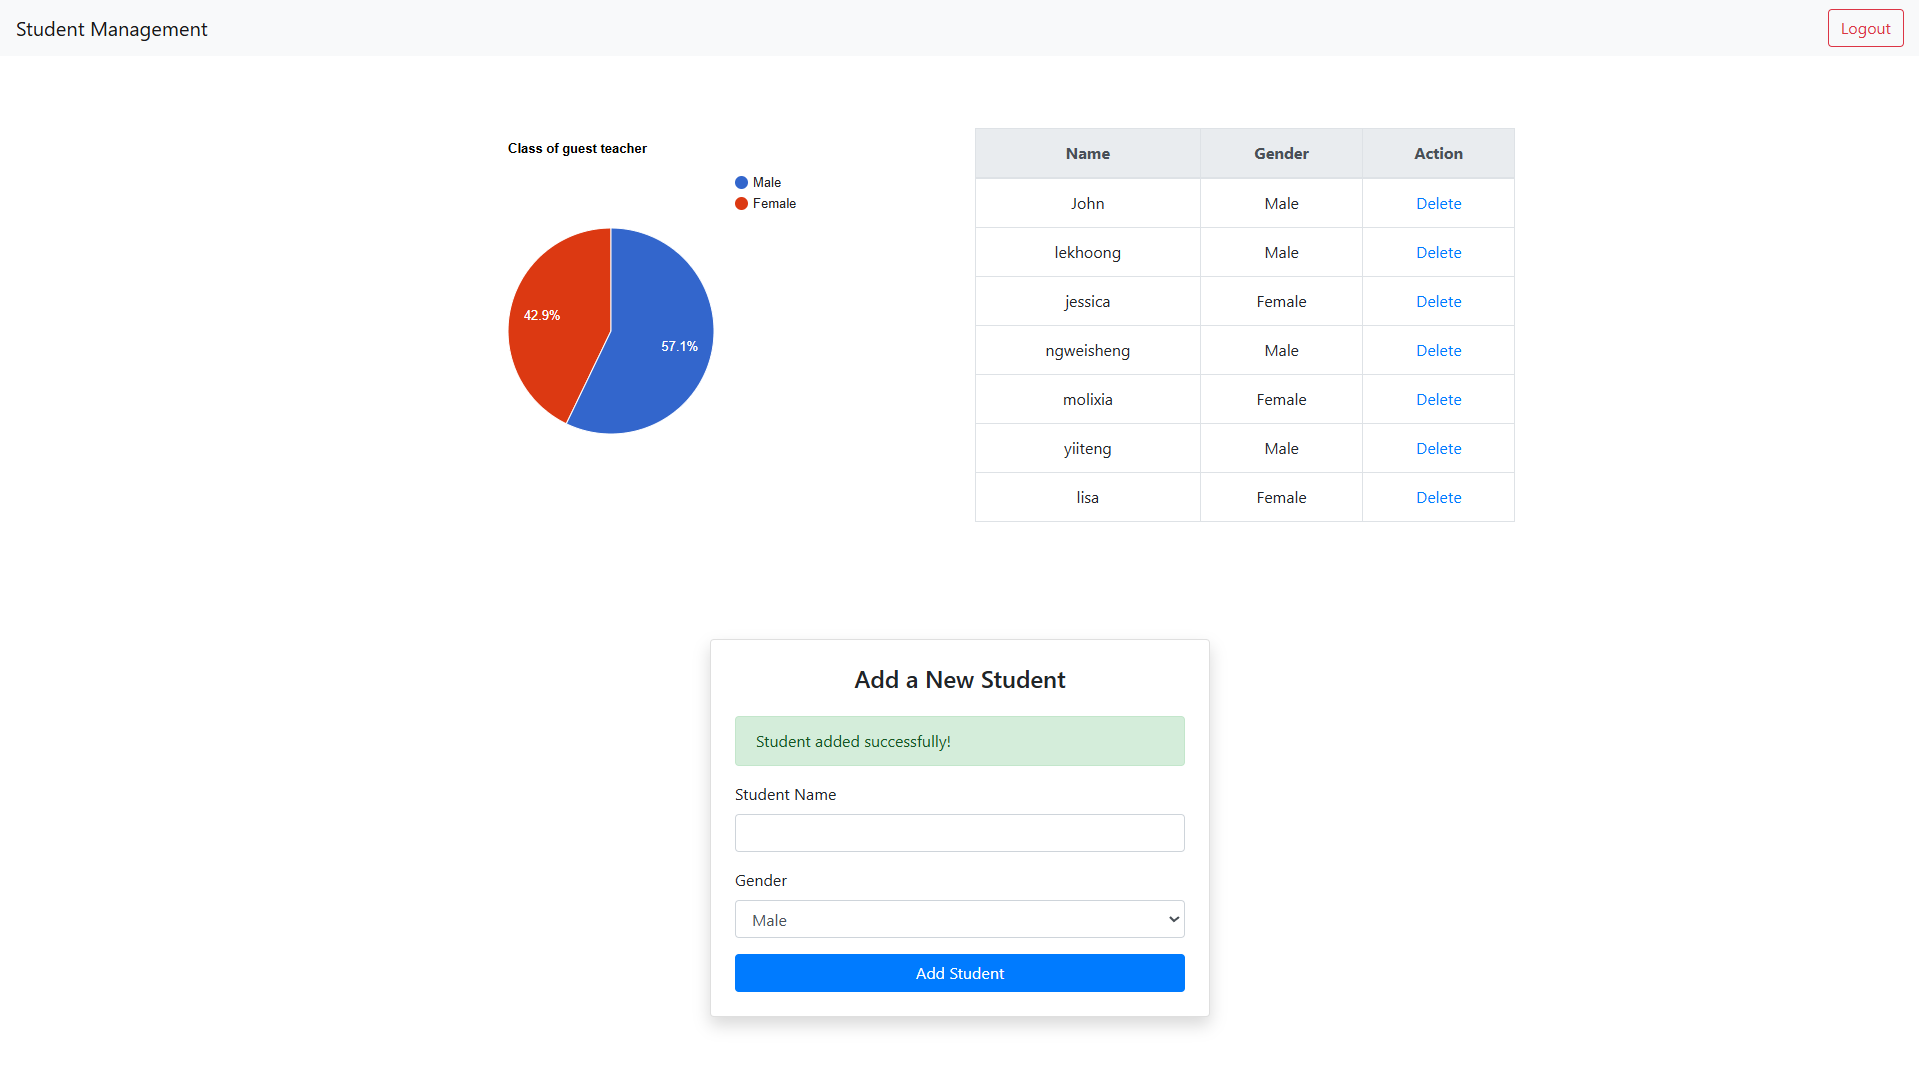 Student Management
Logout
Class of guest teacher
Male
Female
42.9%
57.1%
Name Gender Action
John Male Delete
lekhoong Male Delete
jessica Female Delete
ngweisheng Male Delete
molixia Female Delete
yiiteng Male Delete
lisa Female Delete
Add a New Student
Student added successfully!
Student Name
Gender
Male
Add Student